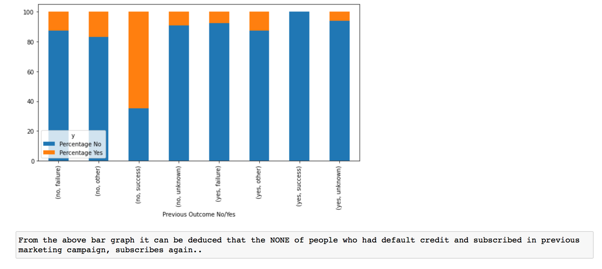 100
80
60
40
20
0
y
Percentage No
Percentage Yes
(no, failure)
(no, other)
(no, success)
(no, unknown)
(yes, failure)
(yes, other)
(yes, success)
(yes, unknown)
Previous Outcome No/Yes
From the above bar graph it can be deduced that the NONE of people who had default credit and subscribed in previous
marketing campaign, subscribes again..